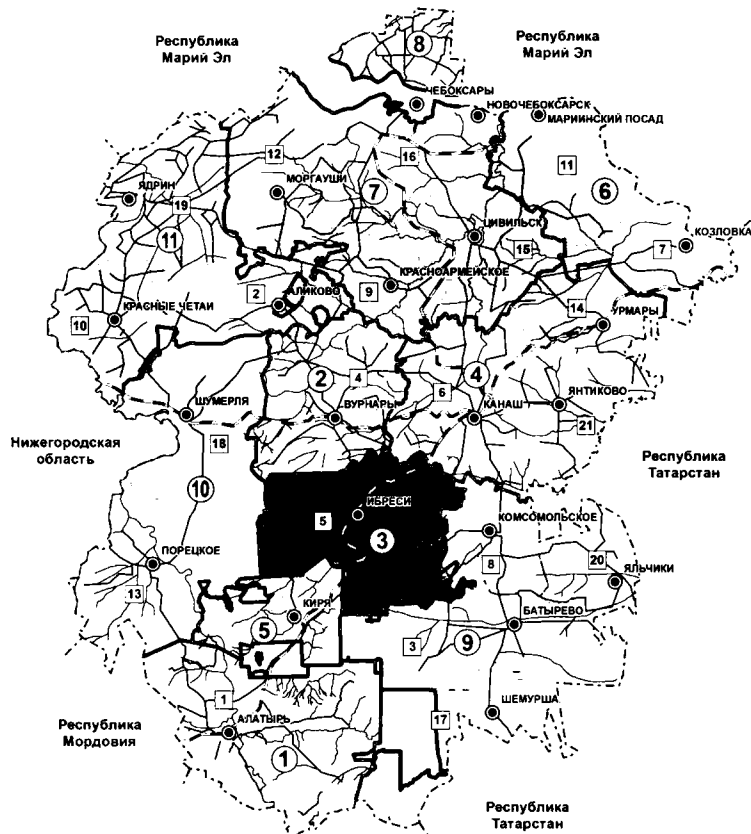 Республика
Марий Эл
8
Республика
Марий Эл
ЧЕБОКСАРЫ
НОВОЧЕБОКСАРСК
МАРИИНСКИЙ ПОСАД
12
16
11
ЯДРИН
МОРГАУШИ
7
6
19
11
ЦИВИЛЬСК
15
КОЗЛОВКА
7
КРАСНОАРМЕЙСКОЕ
2
АЛИКОВО
9
10
КРАСНЫЕ ЧЕТАИ
14
УРМАРЫ
2
4
4
6
ЯНТИКОВО
ШУМЕРЛЯ
ВУРНАРЫ
КАНАШ
21
Нижегородская
область
18
Республика
Татарстан
10
ИБРЕСИ
5
3
КОМСОМОЛЬСКОЕ
ПОРЕЦКОЕ
8
20
ЯЛЬЧИКИ
13
КИРЯ
5
БАТЫРЕВО
3
9
1
ШЕМУРША
Республика
Мордовия
АЛАТЫРЬ
17
1
Республика
Татарстан